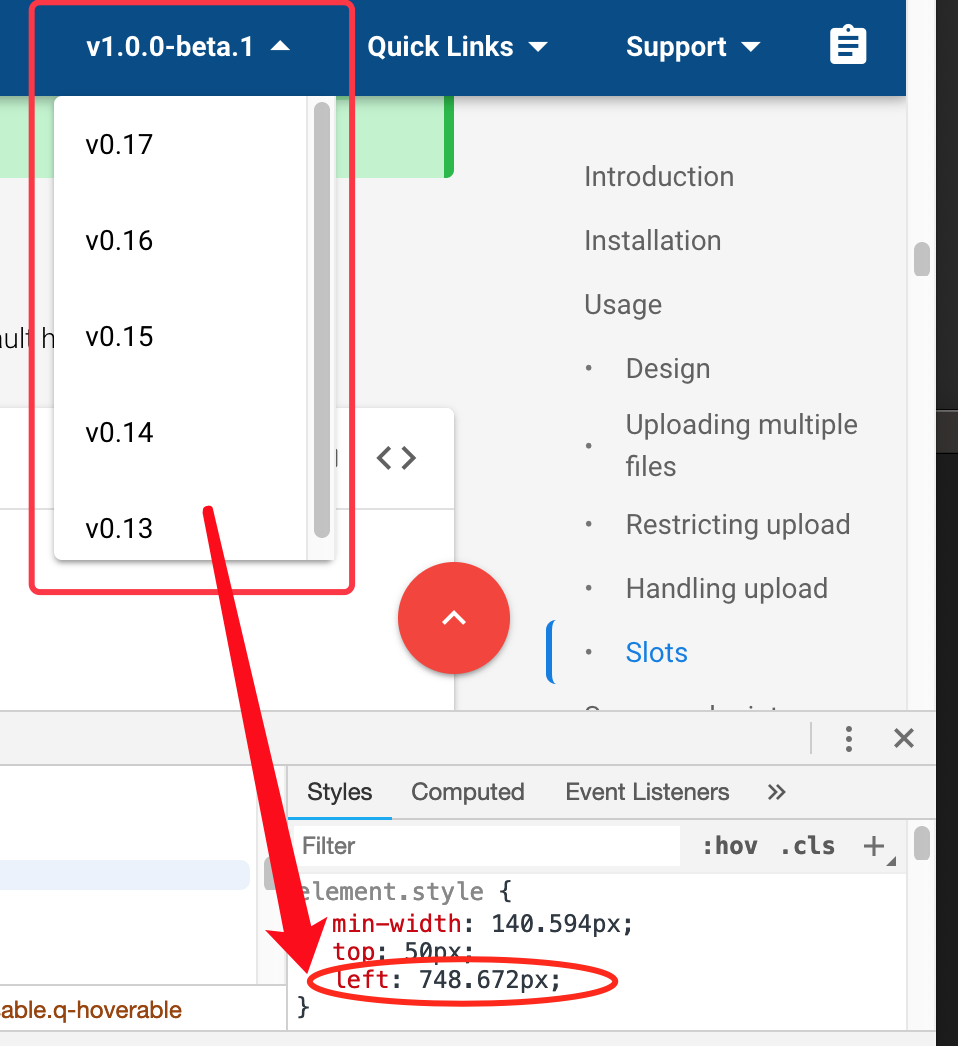 v1.0.0-beta.1
Quick Links
Support
v0.17
v0.16
v0.15
v0.14
v0.13
Introduction
Installation
Usage
• Design
• Uploading multiple
files
• Restricting upload
• Handling upload
• Slots
Styles
Computed
Event Listeners
Filter
:hov
.cls
element.style {
min-width: 140.594px;
top: 50px;
left: 748.672px;
}
able.q-hoverable